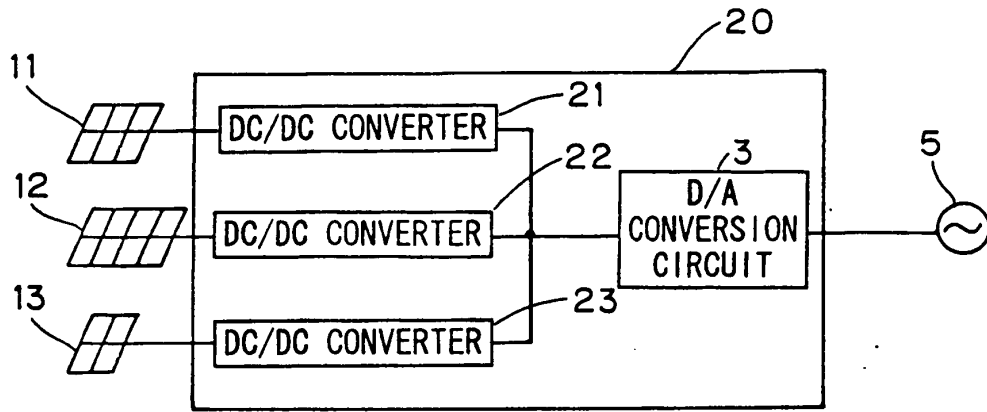 20
11
DC/DC CONVERTER
21
12
DC/DC CONVERTER
22
3
D/A
CONVERSION
CIRCUIT
5
13
DC/DC CONVERTER
23